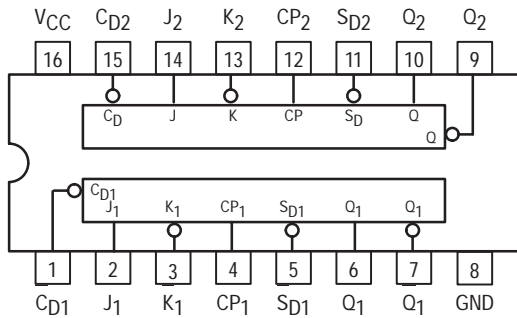 VCC CD2 J2 K2 CP2 SD2 Q2 Q2
16 15 14 13 12 11 10 9
CD J K CP SD Q
Q
CD1
J1 K1 CP1 SD1 Q1 Q1
1 2 3 4 5 6 7 8
CD1 J1 K1 CP1 SD1 Q1 Q1 GND